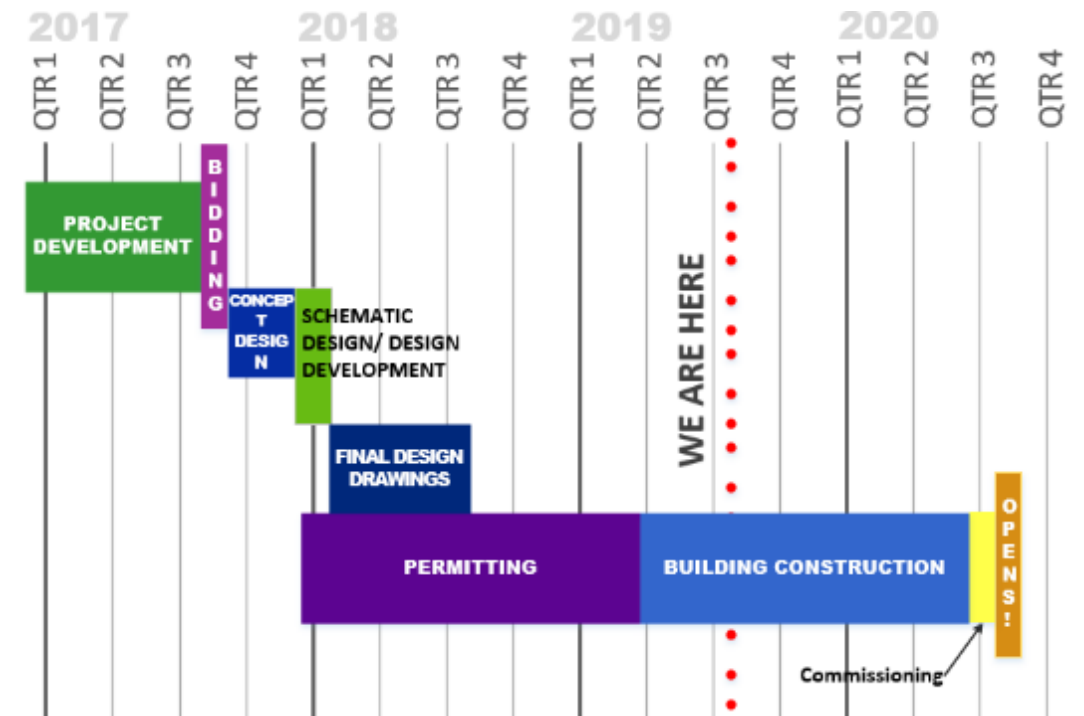 2017 2018 2019 2020
QTR 1 QTR 2 QTR 3 QTR 4 QTR 1 QTR 2 QTR 3 QTR 4 QTR 1 QTR 2 QTR 3 QTR 4 QTR 1 QTR 2 QTR 3 QTR 4
BIDDING
PROJECT
DEVELOPMENT
CONCEP
T
DESIG
N
SCHEMATIC
DESIGN/ DESIGN
DEVELOPMENT
WE ARE HERE
FINAL DESIGN
DRAWINGS
PERMITTING
BUILDING CONSTRUCTION
OPENS!
Commissioning